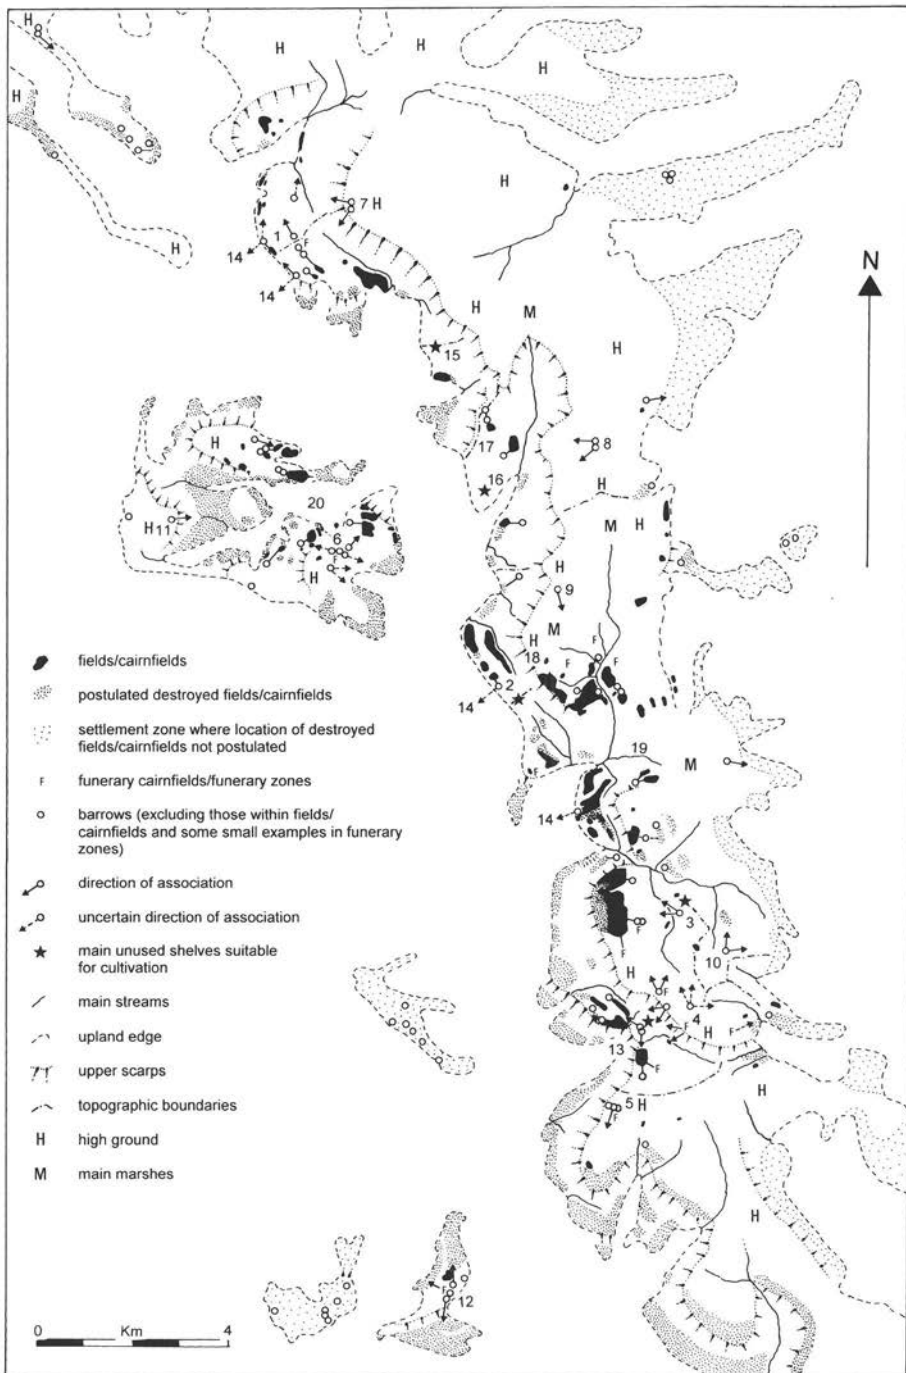 H
H
H
H
H
H
N
7 H
1
F
14
14
H
H
M
H
15
17
8
16
H
H
20
H
11
6
H
M
H
H
9
M
H
18
F
F
F
2
14
F
19
M
14
3
F
10
H
F
4
F
F
H
F
13
F
5
H
F
H
H
12
fields/cairnfields
postulated destroyed fields/cairnfields
settlement zone where location of destroyed
fields/cairnfields not postulated
F funerary cairnfields/funerary zones
barrows (excluding those within fields/
cairnfields and some small examples in funerary
zones)
direction of association
uncertain direction of association
main unused shelves suitable
for cultivation
main streams
upland edge
upper scarps
topographic boundaries
H high ground
M main marshes
0 Km 4